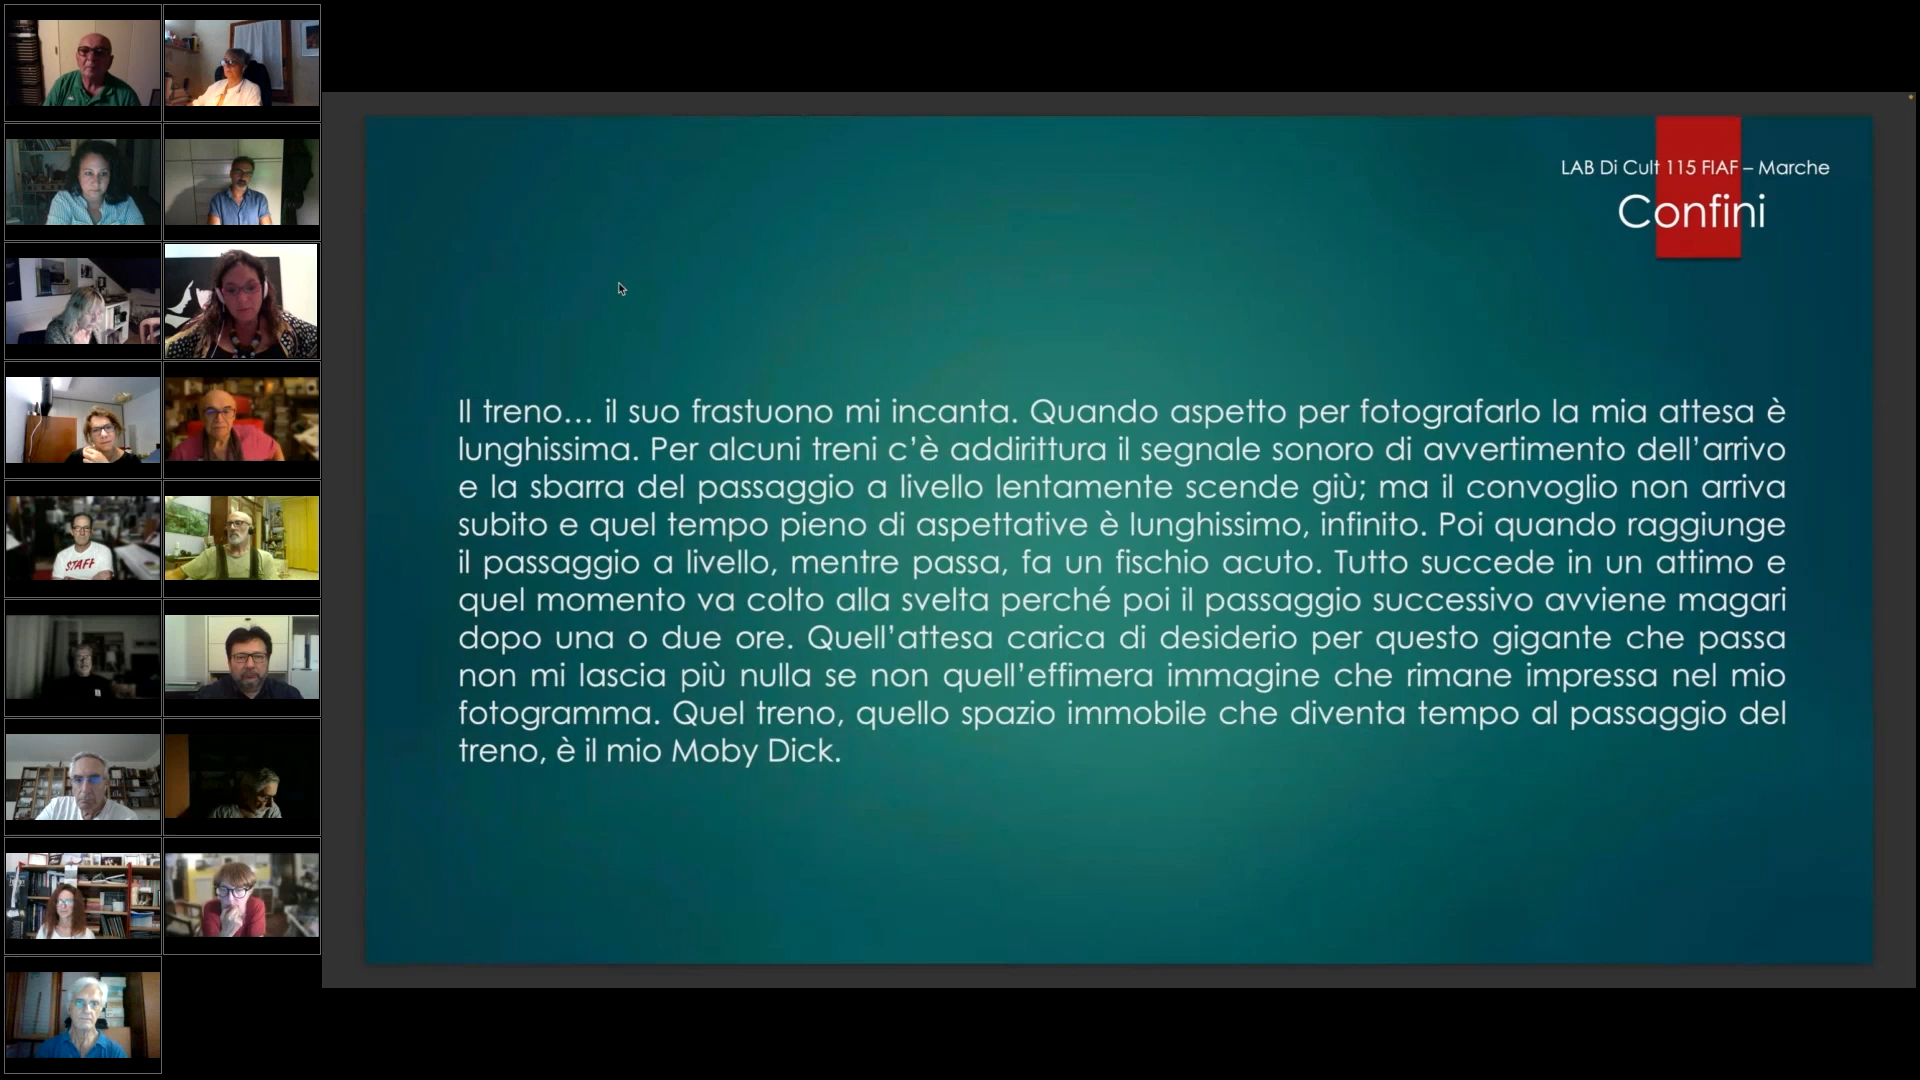 LAB Di Cult 115 FIAF – Marche
Confini
Il treno... il suo frastuono mi incanta. Quando aspetto per fotografarlo la mia attesa è
lunghissima. Per alcuni treni c'è addirittura il segnale sonoro di avvertimento dell'arrivo
e la sbarra del passaggio a livello lentamente scende giù; ma il convoglio non arriva
subito e quel tempo pieno di aspettative è lunghissimo, infinito. Poi quando raggiunge
il passaggio a livello, mentre passa, fa un fischio acuto. Tutto succede in un attimo e
quel momento va colto alla svelta perché poi il passaggio successivo avviene magari
dopo una o due ore. Quell'attesa carica di desiderio per questo gigante che passa
non mi lascia più nulla se non quell'effimera immagine che rimane impressa nel mio
fotogramma. Quel treno, quello spazio immobile che diventa tempo al passaggio del
treno, è il mio Moby Dick.
STAFF